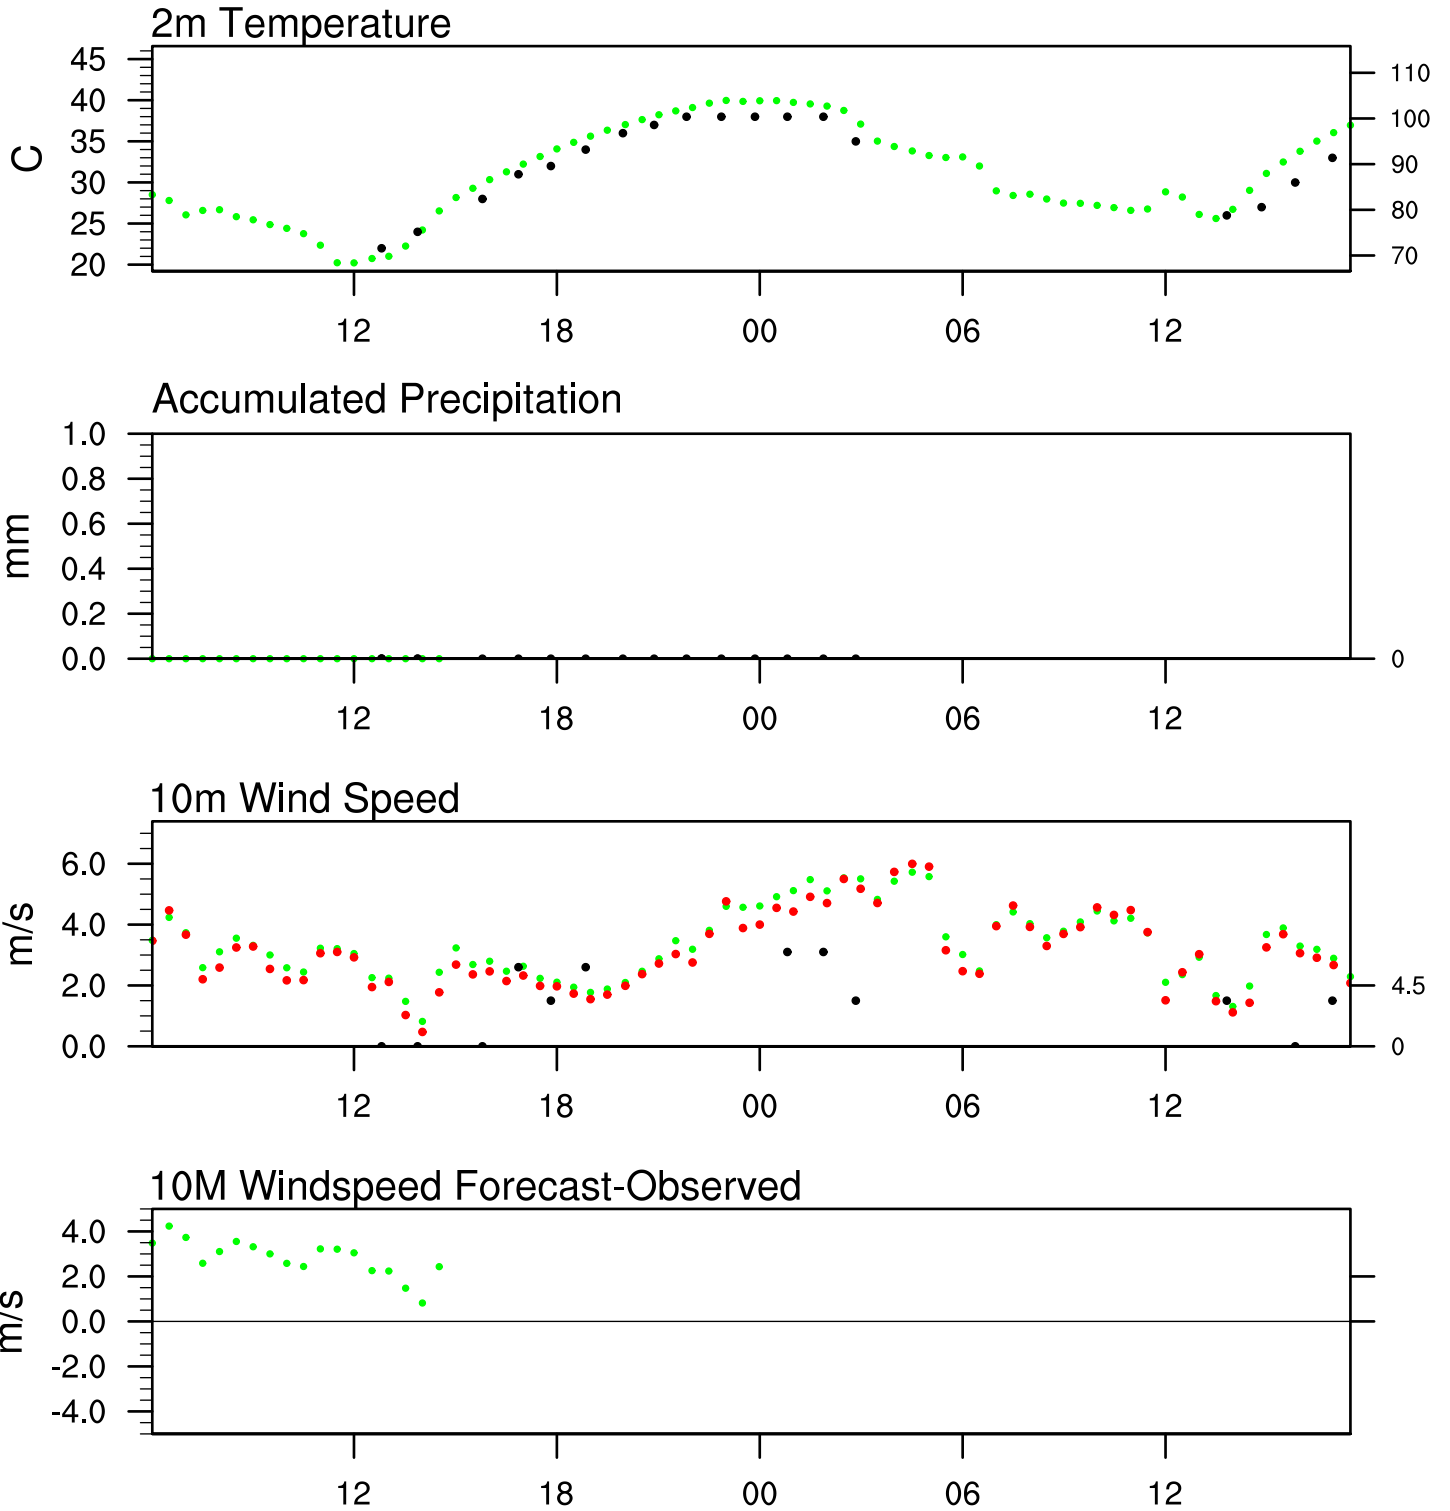 2m Temperature
45
40
35
30
25
20
C
110
100
90
80
70
12 18 00 06 12
Accumulated Precipitation
1.0
0.8
0.6
0.4
0.2
0.0
mm
0
12 18 00 06 12
10m Wind Speed
6.0
4.0
2.0
0.0
m/s
4.5
0
12 18 00 06 12
10M Windspeed Forecast-Observed
4.0
2.0
0.0
-2.0
-4.0
m/s
12 18 00 06 12